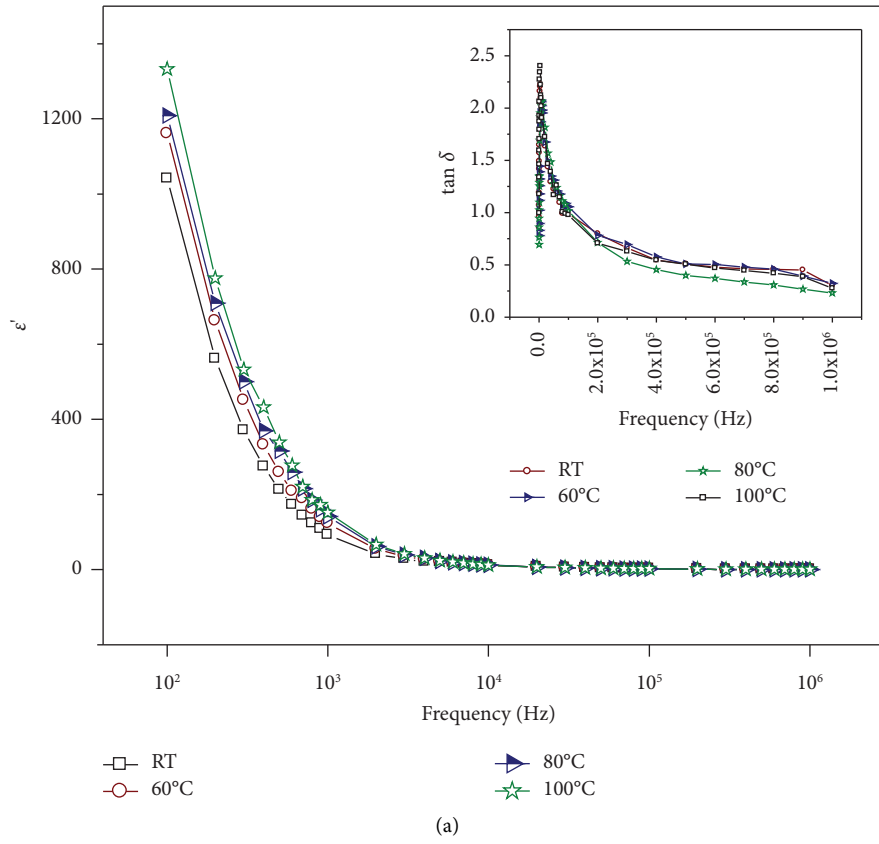 ε'
1200
800
400
0
10²
10³
10⁴
10⁵
10⁶
Frequency (Hz)
tan δ
2.5
2.0
1.5
1.0
0.5
0.0
0.0
2.0x10⁵
4.0x10⁵
6.0x10⁵
8.0x10⁵
1.0x10⁶
Frequency (Hz)
RT
60°C
80°C
100°C
RT
60°C
80°C
100°C
(a)